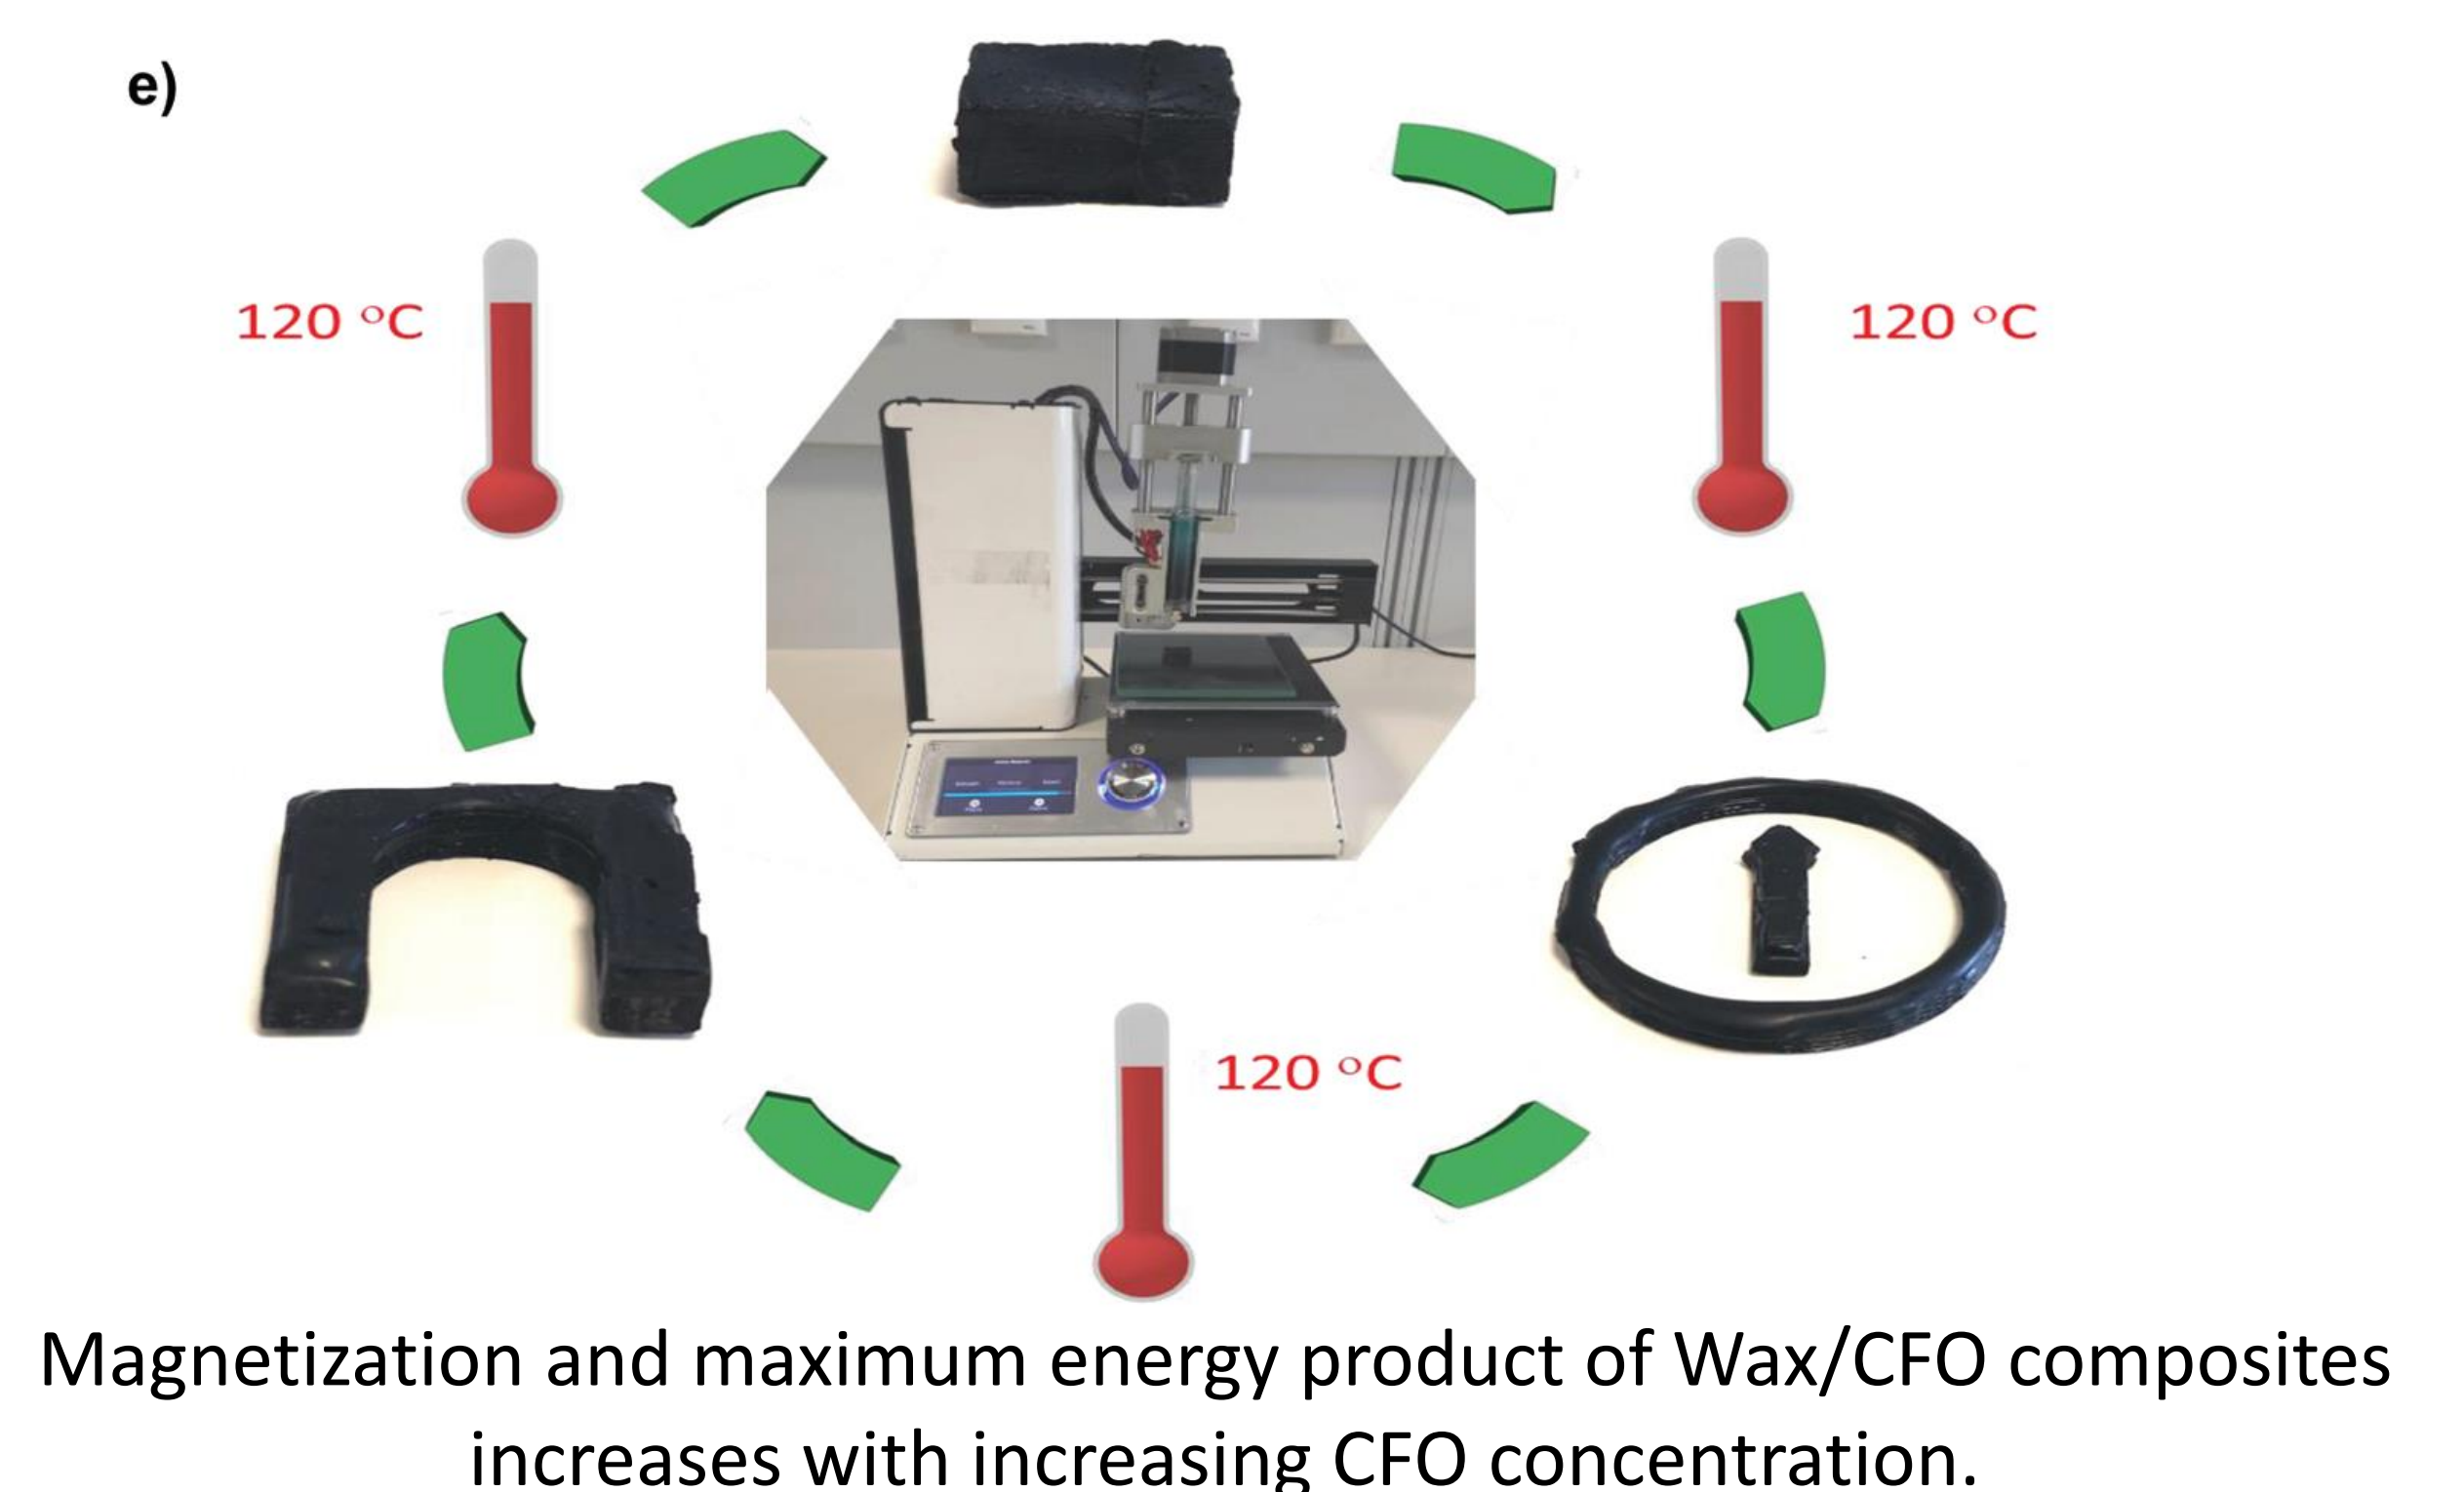 e)
120 °C
120 °C
120 °C
Magnetization and maximum energy product of Wax/CFO composites
increases with increasing CFO concentration.